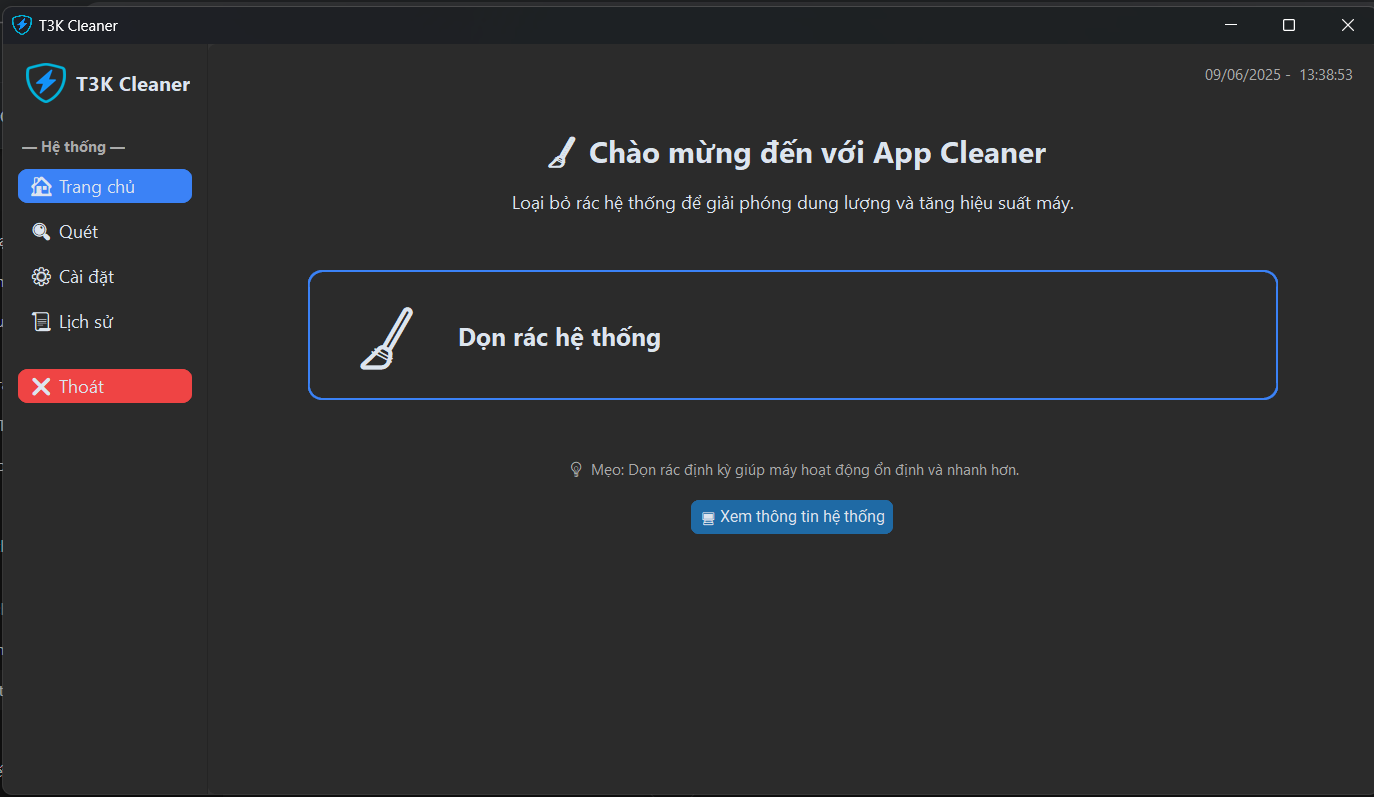 T3K Cleaner
T3K Cleaner
— Hệ thống —
Trang chủ
Quét
Cài đặt
Lịch sử
Thoát
09/06/2025 - 13:38:53
Chào mừng đến với App Cleaner
Loại bỏ rác hệ thống để giải phóng dung lượng và tăng hiệu suất máy.
Dọn rác hệ thống
Mẹo: Dọn rác định kỳ giúp máy hoạt động ổn định và nhanh hơn.
Xem thông tin hệ thống